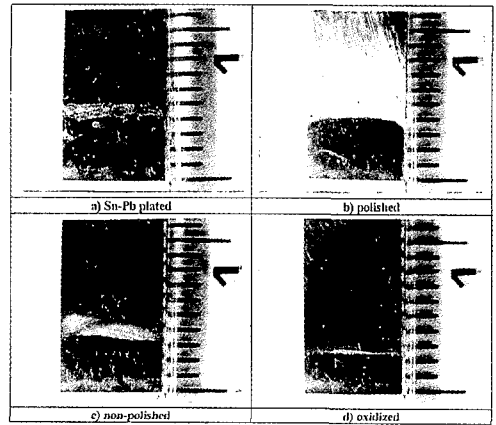 a) Sn-Pb plated
b) polished
c) non-polished
d) oxidized